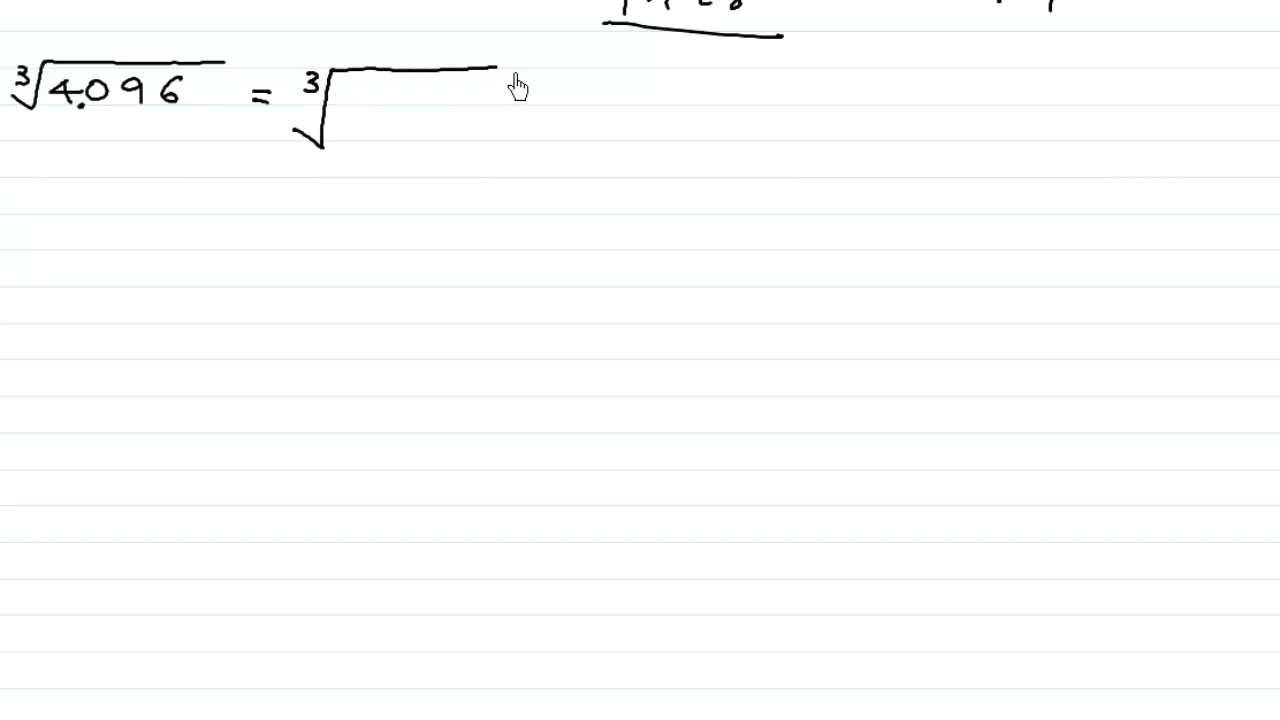 ∛4.096 = ∛